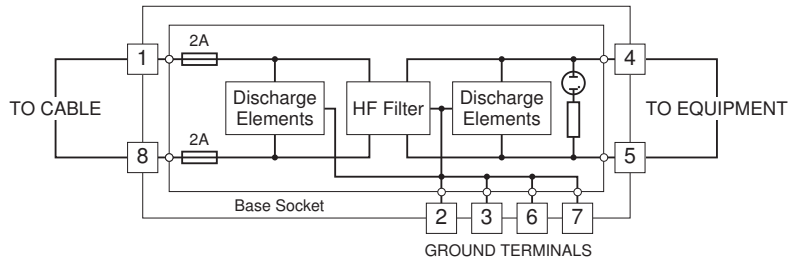 2A
1
4
TO CABLE
Discharge
Elements
HF Filter
Discharge
Elements
TO EQUIPMENT
2A
8
5
Base Socket
2
3
6
7
GROUND TERMINALS